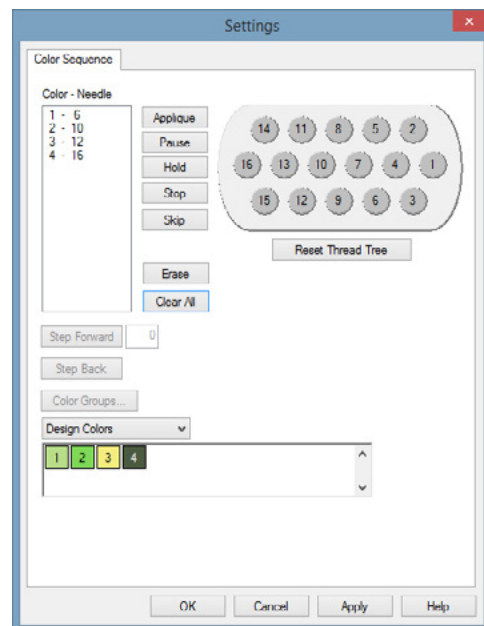 Settings
Color Sequence
Color - Needle
1 - 6
2 - 10
3 - 12
4 - 16
Applique
Pause
Hold
Stop
Skip
Erase
Clear All
14 11 8 5 2
16 13 10 7 4 1
15 12 9 6 3
Reset Thread Tree
Step Forward 0
Step Back
Color Groups...
Design Colors
1 2 3 4
OK Cancel Apply Help